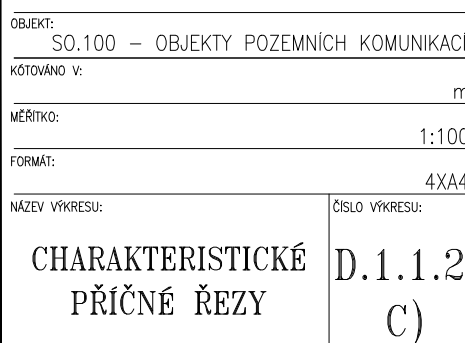 OBJEKT:
SO.100 – OBJEKTY POZEMNÍCH KOMUNIKACÍ
KÓTOVÁNO V:
m
MĚŘÍTKO:
1:100
FORMÁT:
4XA4
NÁZEV VÝKRESU:
ČÍSLO VÝKRESU:
CHARAKTERISTICKÉ
PŘÍČNÉ ŘEZY
D.1.1.2
C)